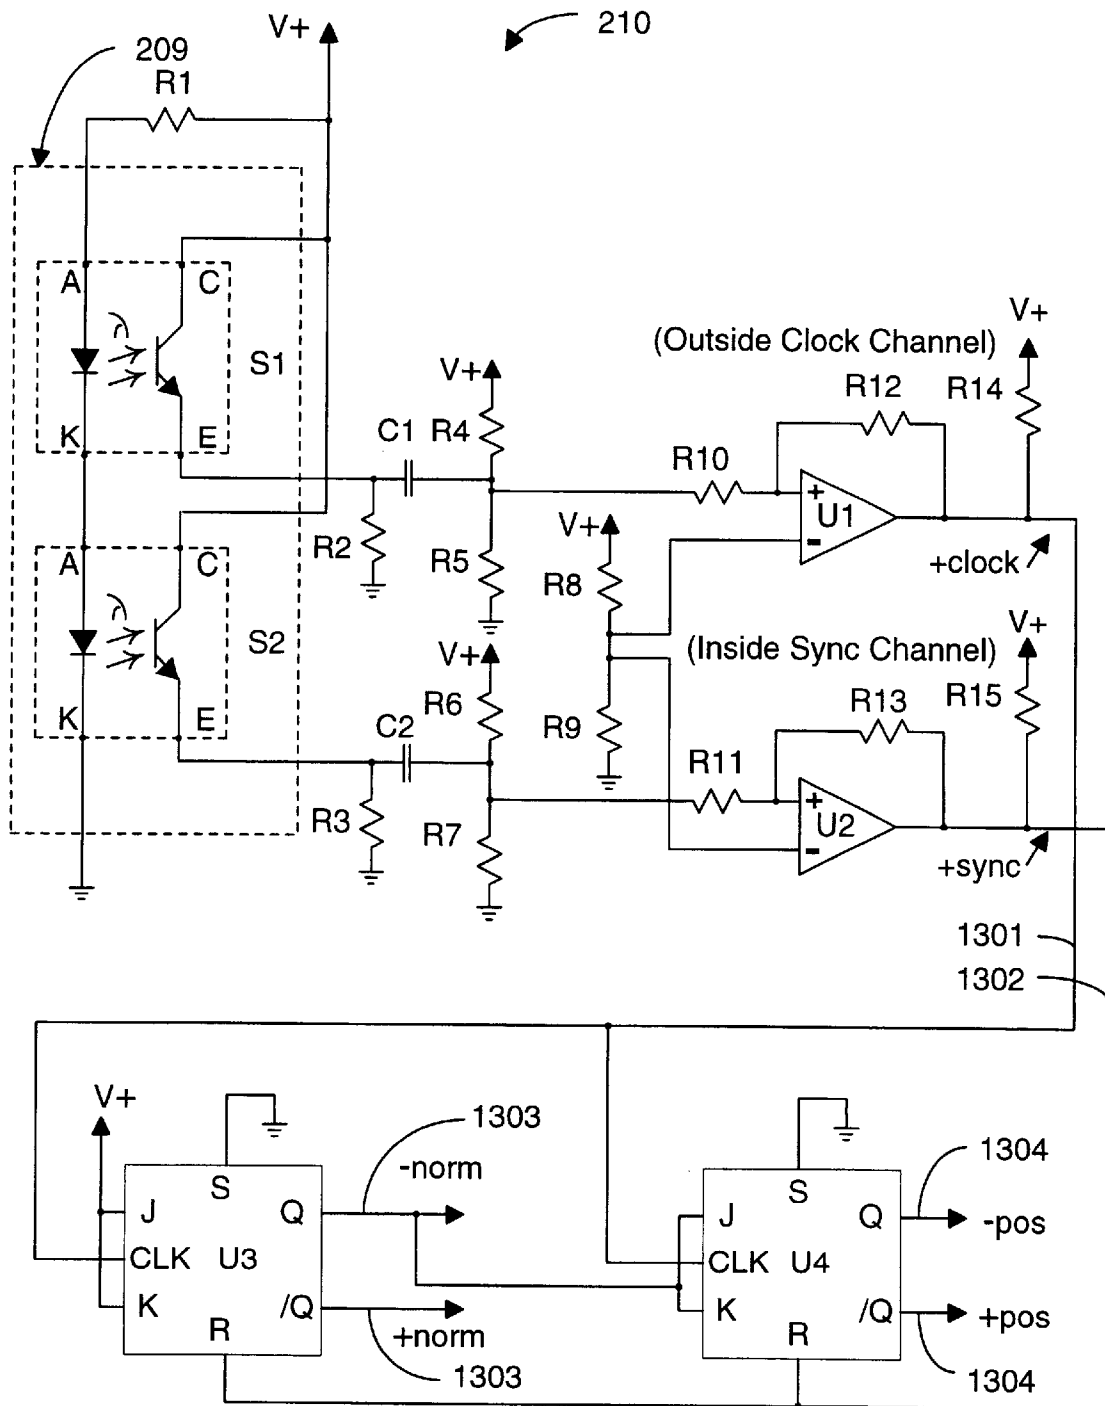 210
V+
209
R1
A
C
S1
K
E
A
C
S2
K
E
V+
C1
R4
R2
R5
V+
R6
C2
R3
R7
(Outside Clock Channel)
V+
R12
R14
R10
+
U1
-
V+
R8
+clock
(Inside Sync Channel)
V+
R13
R15
R9
R11
+
U2
-
+sync
1301
1302
V+
S
J
Q
CLK
U3
K
/Q
R
1303
-norm
+norm
1303
S
J
Q
CLK
U4
K
/Q
R
1304
-pos
+pos
1304